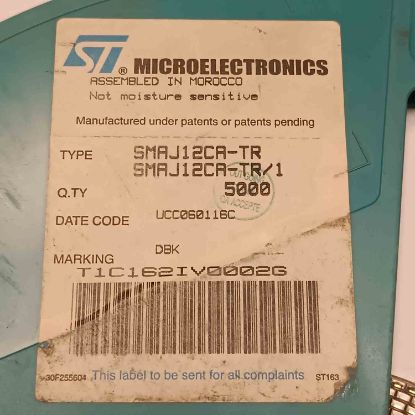 ST® MICROELECTRONICS
ASSEMBLED IN MOROCCO
Not moisture sensitive
Manufactured under patents or patents pending
TYPE SMAJ12CA-TR
SMAJ12CA-TR/1
Q.TY 5000
DATE CODE UCC060116C
MARKING DBK
T1C162IV0002G
30F255604 This label to be sent for all complaints ST163